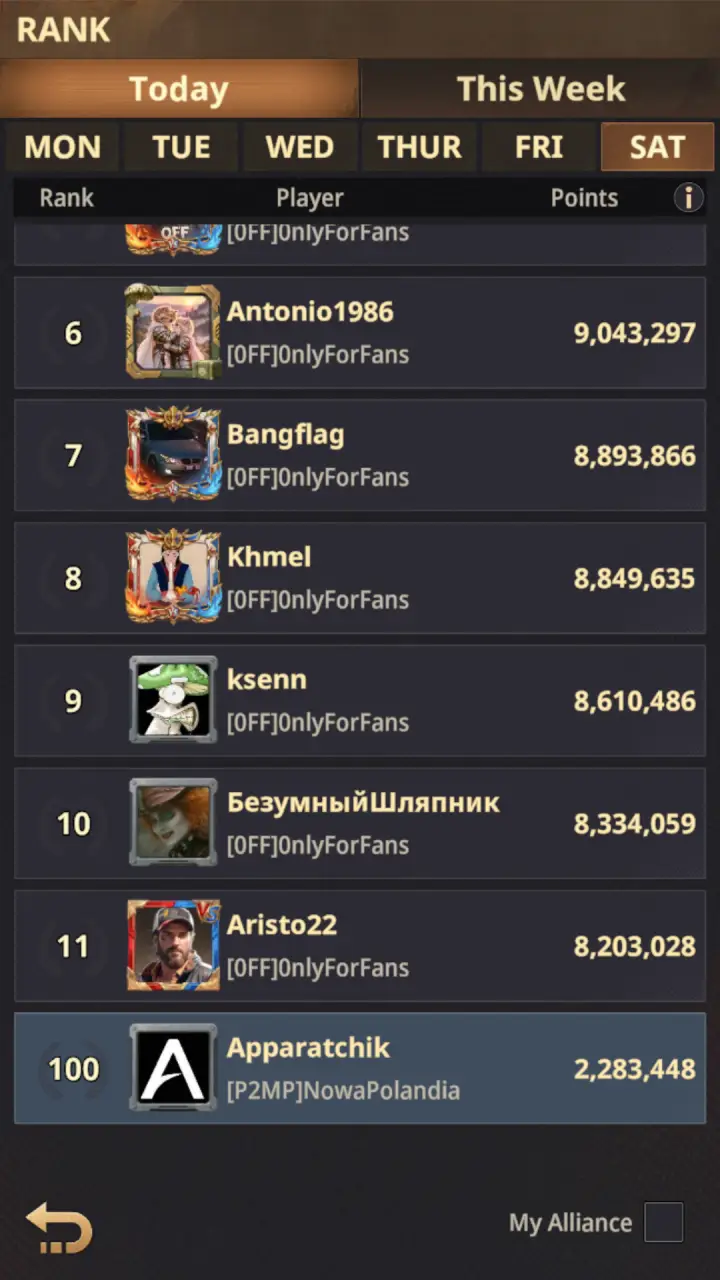 RANK
Today
This Week
MON TUE WED THUR FRI SAT
Rank Player Points i
OFF
[0FF]0nlyForFans
6
Antonio1986
[0FF]0nlyForFans
9,043,297
7
Bangflag
[0FF]0nlyForFans
8,893,866
8
Khmel
[0FF]0nlyForFans
8,849,635
9
ksenn
[0FF]0nlyForFans
8,610,486
10
БезумныйШляпник
[0FF]0nlyForFans
8,334,059
11
Aristo22
[0FF]0nlyForFans
8,203,028
100
A
Apparatchik
[P2MP]NowaPolandia
2,283,448
My Alliance